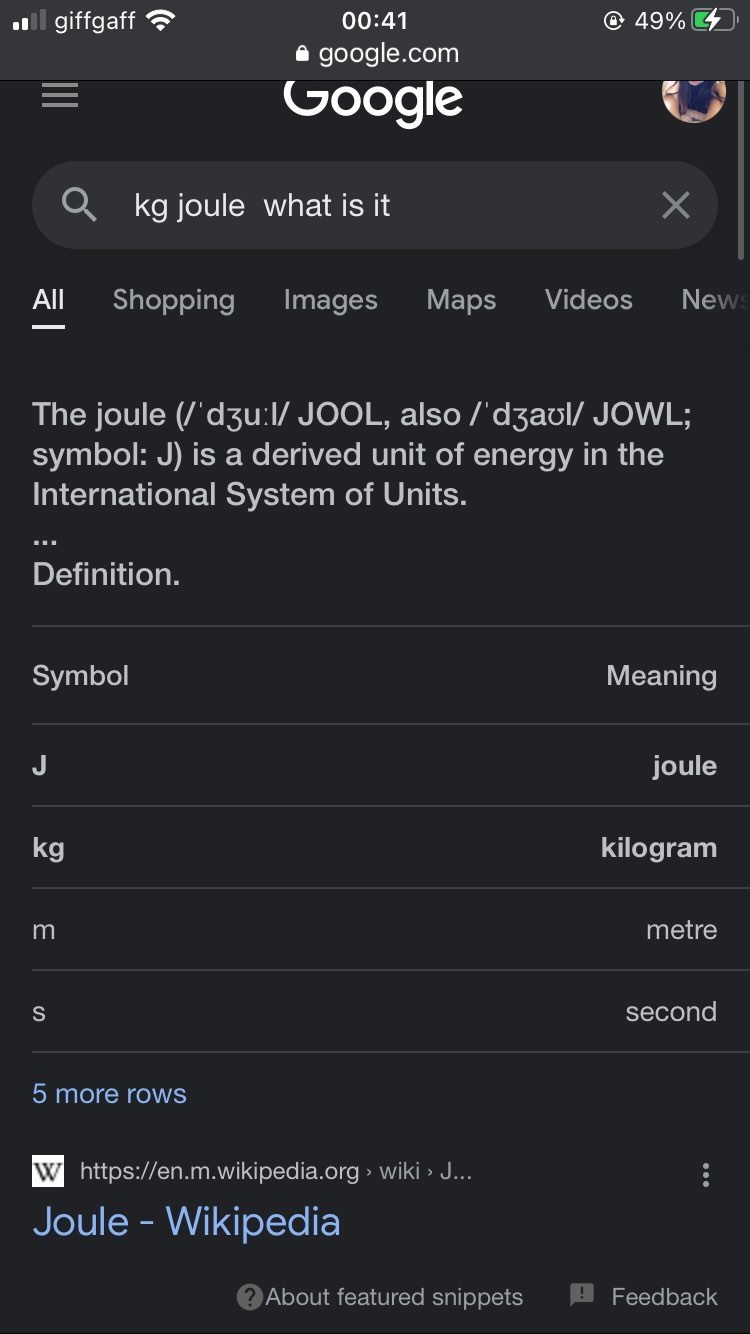 giffgaff 00:41 49%
google.com
Google
kg joule what is it
All Shopping Images Maps Videos News
The joule (/ˈdʒuːl/ JOOL, also /ˈdʒaʊl/ JOWL;
symbol: J) is a derived unit of energy in the
International System of Units.
...
Definition.
Symbol Meaning
J joule
kg kilogram
m metre
s second
5 more rows
W https://en.m.wikipedia.org › wiki › J...
Joule - Wikipedia
About featured snippets Feedback